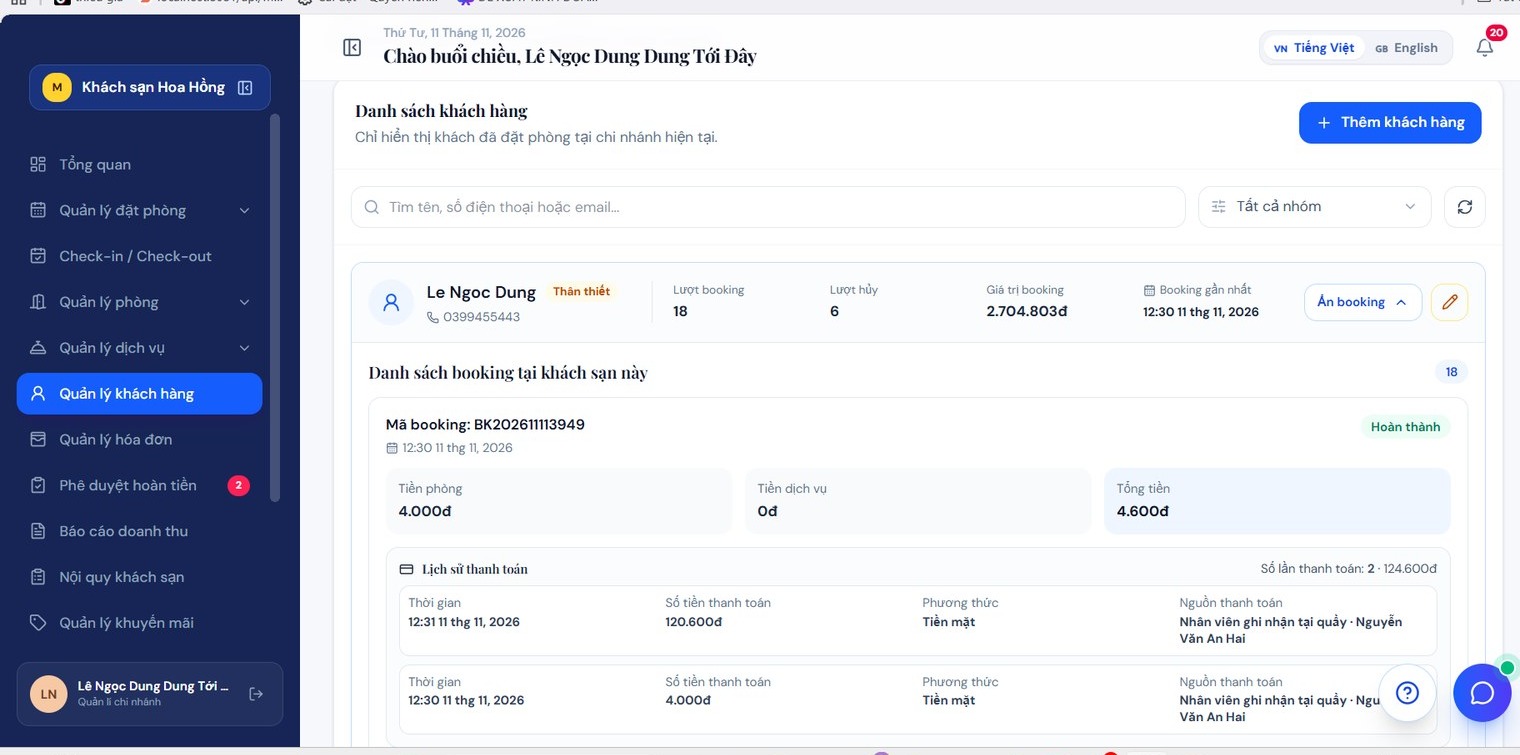 Thứ Tư, 11 Tháng 11, 2026
Chào buổi chiều, Lê Ngọc Dung Dung Tới Đây
VN Tiếng Việt
GB English
20
M
Khách sạn Hoa Hồng
Tổng quan
Quản lý đặt phòng
Check-in / Check-out
Quản lý phòng
Quản lý dịch vụ
Quản lý khách hàng
Quản lý hóa đơn
Phê duyệt hoàn tiền
2
Báo cáo doanh thu
Nội quy khách sạn
Quản lý khuyến mãi
LN
Lê Ngọc Dung Dung Tới ...
Quản lí chi nhánh
Danh sách khách hàng
Chỉ hiển thị khách đã đặt phòng tại chi nhánh hiện tại.
+ Thêm khách hàng
Tìm tên, số điện thoại hoặc email...
Tất cả nhóm
Le Ngoc Dung
Thân thiết
0399455443
Lượt booking
18
Lượt hủy
6
Giá trị booking
2.704.803đ
Booking gần nhất
12:30 11 thg 11, 2026
Ẩn booking
Danh sách booking tại khách sạn này
18
Mã booking: BK202611113949
12:30 11 thg 11, 2026
Hoàn thành
Tiền phòng
4.000đ
Tiền dịch vụ
0đ
Tổng tiền
4.600đ
Lịch sử thanh toán
Số lần thanh toán: 2 · 124.600đ
Thời gian
12:31 11 thg 11, 2026
Số tiền thanh toán
120.600đ
Phương thức
Tiền mặt
Nguồn thanh toán
Nhân viên ghi nhận tại quầy · Nguyễn
Văn An Hai
Thời gian
12:30 11 thg 11, 2026
Số tiền thanh toán
4.000đ
Phương thức
Tiền mặt
Nguồn thanh toán
Nhân viên ghi nhận tại quầy · Ngu
Văn An Hai